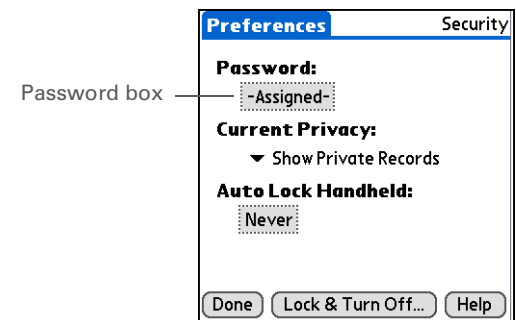 Preferences Security
Password:
Password box
-Assigned-
Current Privacy:
Show Private Records
Auto Lock Handheld:
Never
Done Lock & Turn Off... Help